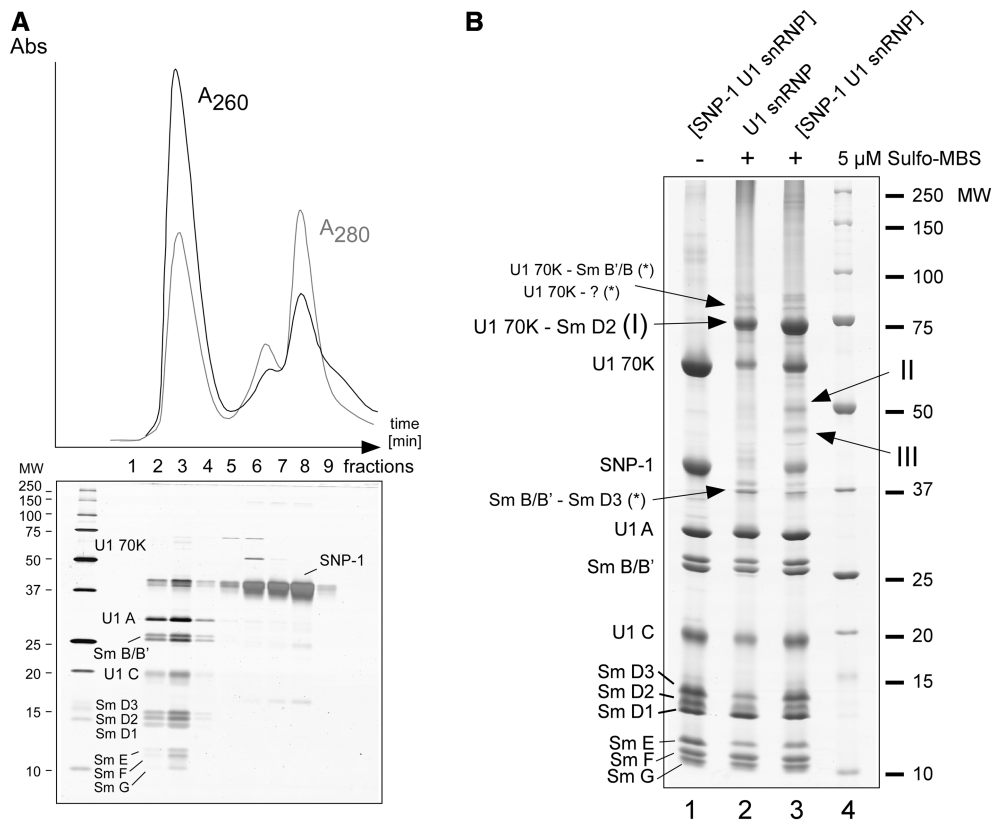 A
Abs
A260
A280
time
[min]
1 2 3 4 5 6 7 8 9 fractions
MW
250
150
100
75
50
37
25
20
15
10
U1 70K
SNP-1
U1 A
Sm B/B'
U1 C
Sm D3
Sm D2
Sm D1
Sm E
Sm F
Sm G
B
[SNP-1 U1 snRNP]
U1 snRNP
[SNP-1 U1 snRNP]
- + + 5 µM Sulfo-MBS
250 MW
150
100
75
50
37
25
20
15
10
U1 70K - Sm B'/B (*)
U1 70K - ? (*)
U1 70K - Sm D2 (I)
U1 70K
II
III
SNP-1
Sm B/B' - Sm D3 (*)
U1 A
Sm B/B'
U1 C
Sm D3
Sm D2
Sm D1
Sm E
Sm F
Sm G
1 2 3 4